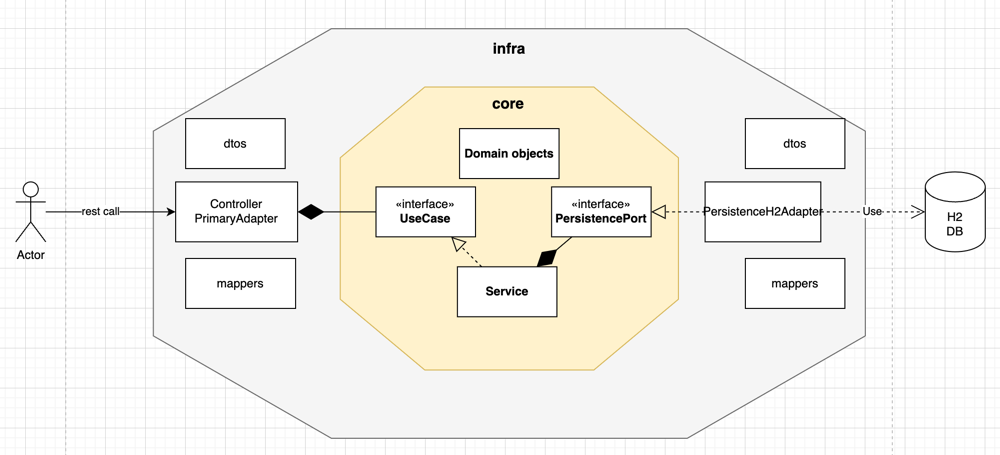 infra
core
dtos
Domain objects
dtos
Controller
PrimaryAdapter
«interface»
UseCase
«interface»
PersistencePort
PersistenceH2Adapter
rest call
Use
H2
DB
Actor
mappers
Service
mappers